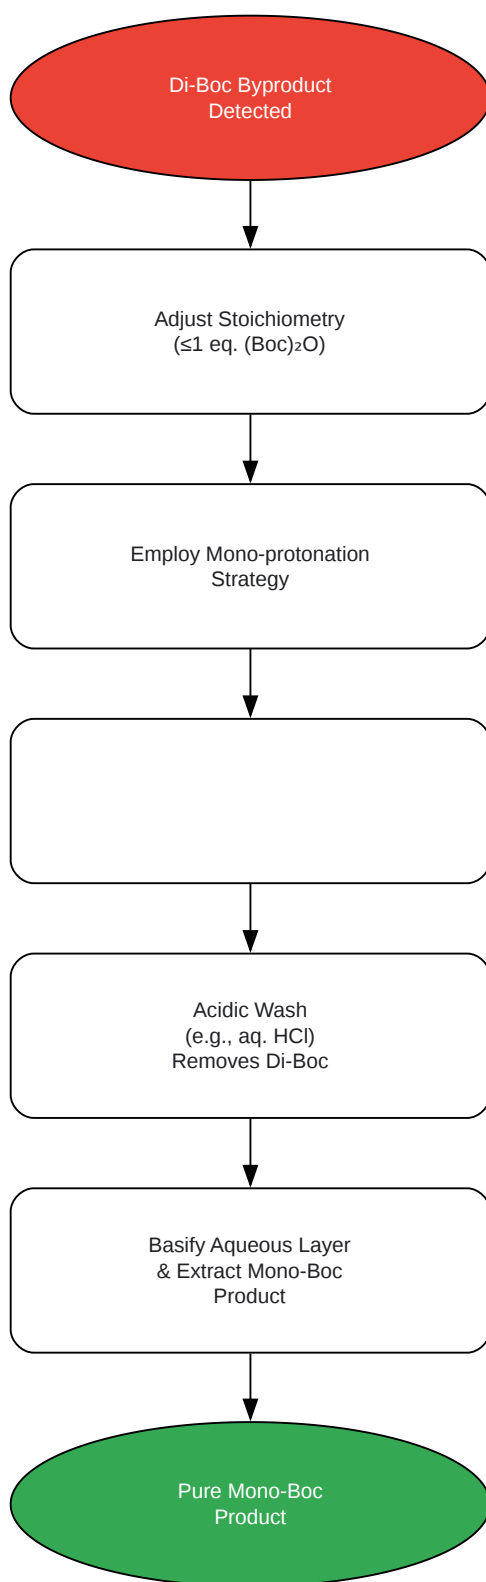 Di-Boc Byproduct
Detected
Adjust Stoichiometry
(≤1 eq. (Boc)₂O)
Employ Mono-protonation
Strategy
Acidic Wash
(e.g., aq. HCl)
Removes Di-Boc
Basify Aqueous Layer
& Extract Mono-Boc
Product
Pure Mono-Boc
Product